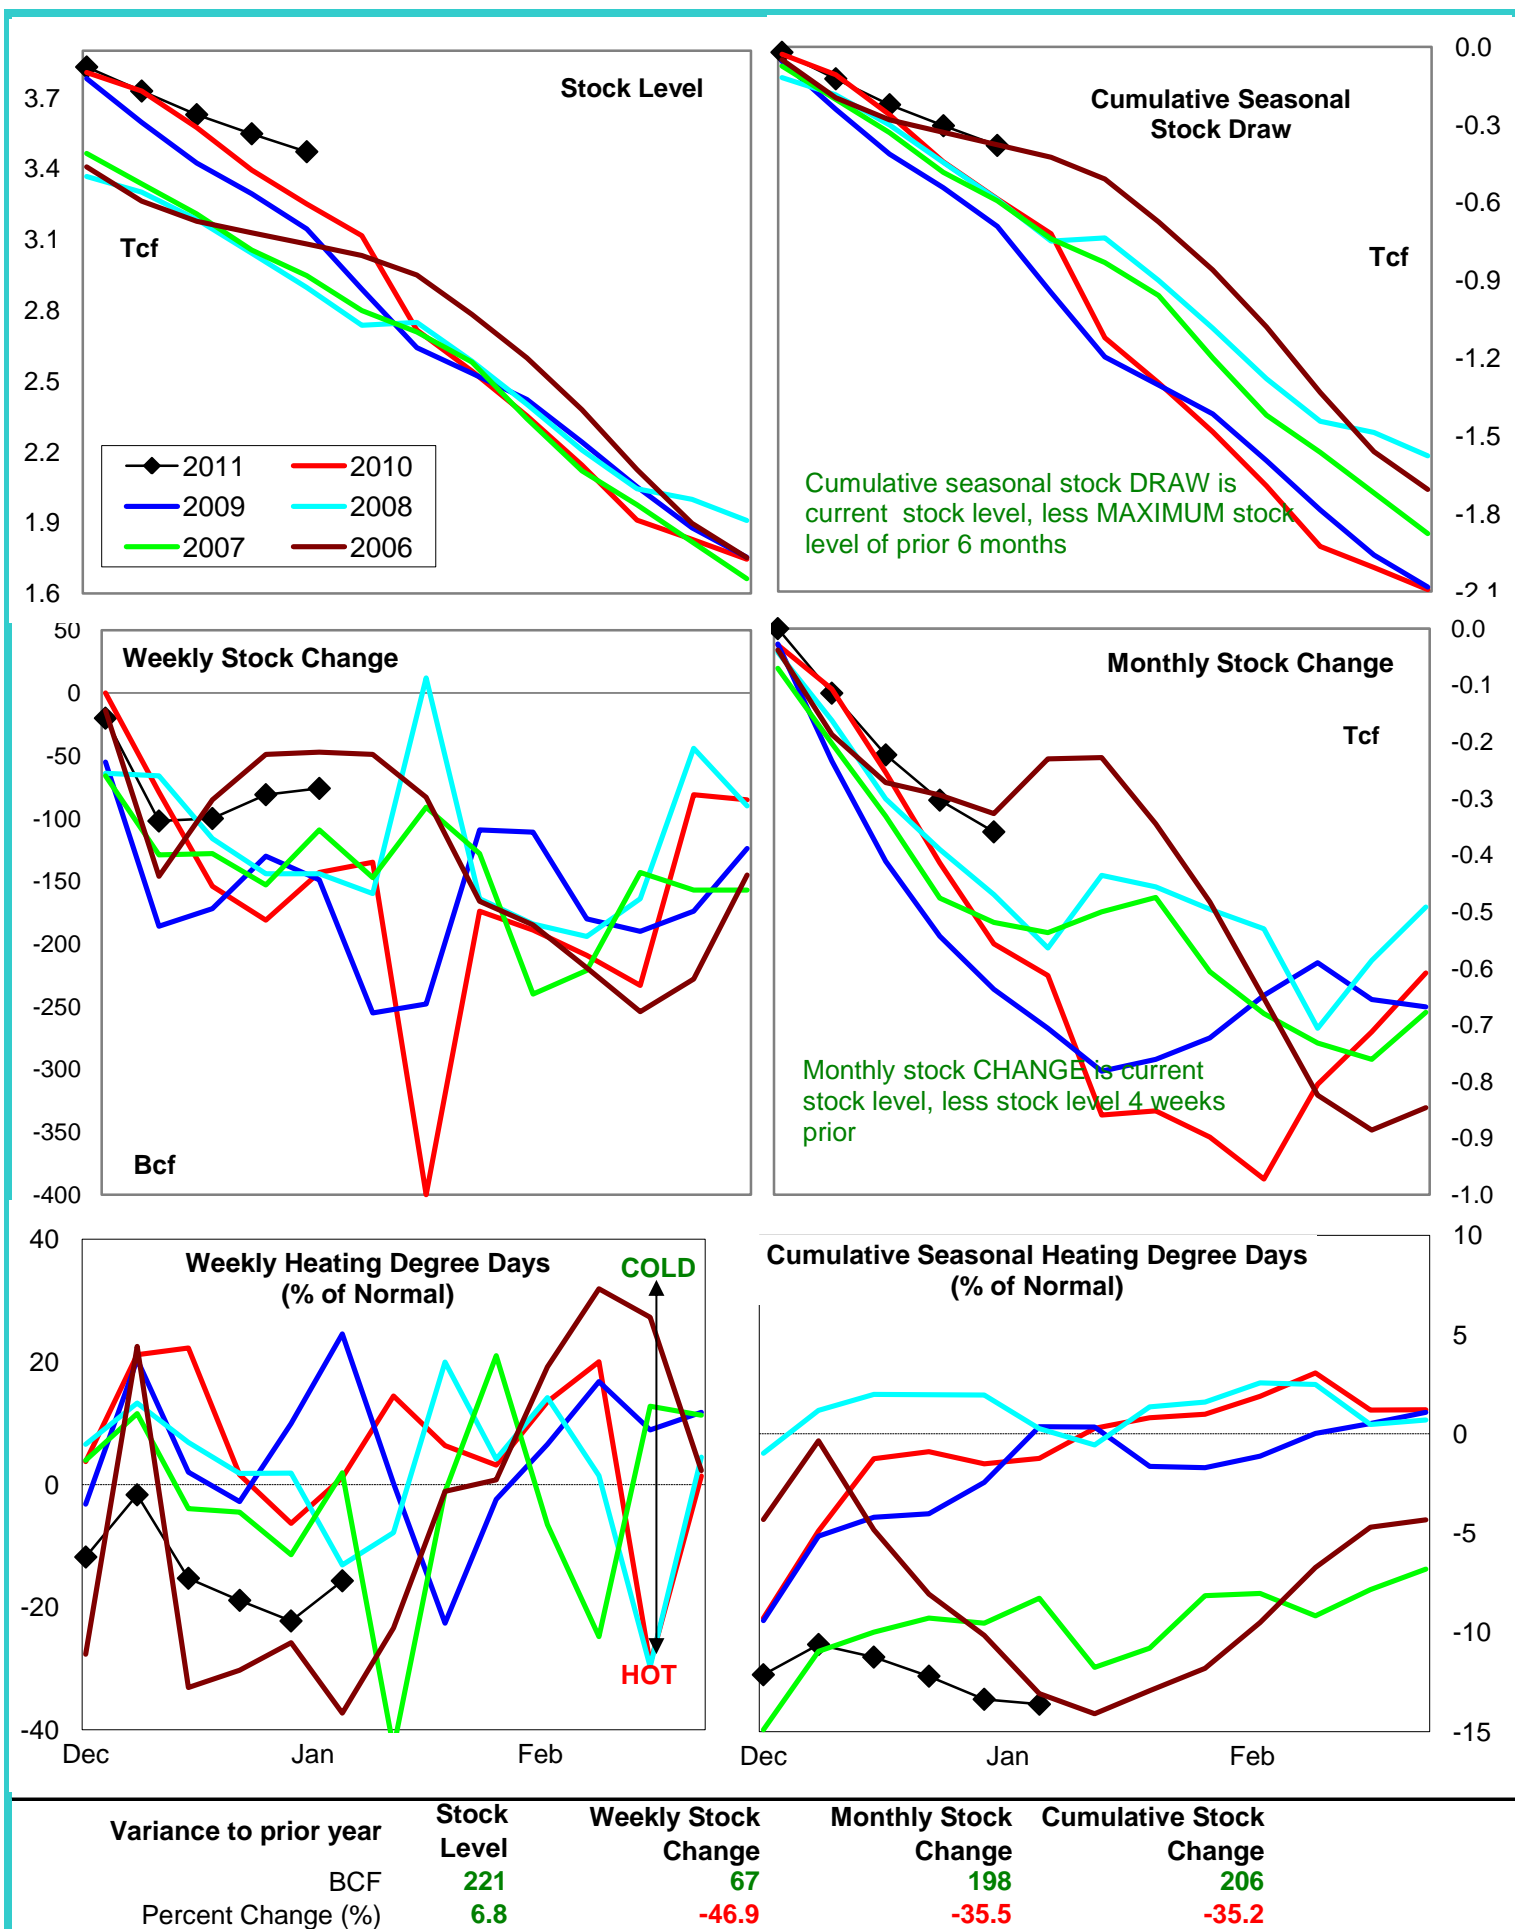 Stock Level
3.7
3.4
3.1
2.8
2.5
2.2
1.9
1.6
Tcf
2011
2010
2009
2008
2007
2006
Cumulative Seasonal
Stock Draw
0.0
-0.3
-0.6
-0.9
-1.2
-1.5
-1.8
-2.1
Tcf
Cumulative seasonal stock DRAW is
current stock level, less MAXIMUM stock
level of prior 6 months
Weekly Stock Change
50
0
-50
-100
-150
-200
-250
-300
-350
-400
Bcf
Monthly Stock Change
0.0
-0.1
-0.2
-0.3
-0.4
-0.5
-0.6
-0.7
-0.8
-0.9
-1.0
Tcf
Monthly stock CHANGE is current
stock level, less stock level 4 weeks
prior
Weekly Heating Degree Days
(% of Normal)
COLD
HOT
40
20
0
-20
-40
Dec
Jan
Feb
Cumulative Seasonal Heating Degree Days
(% of Normal)
10
5
0
-5
-10
-15
Dec
Jan
Feb
Variance to prior year
Stock
Level
Weekly Stock
Change
Monthly Stock
Change
Cumulative Stock
Change
BCF 221 67 198 206
Percent Change (%) 6.8 -46.9 -35.5 -35.2